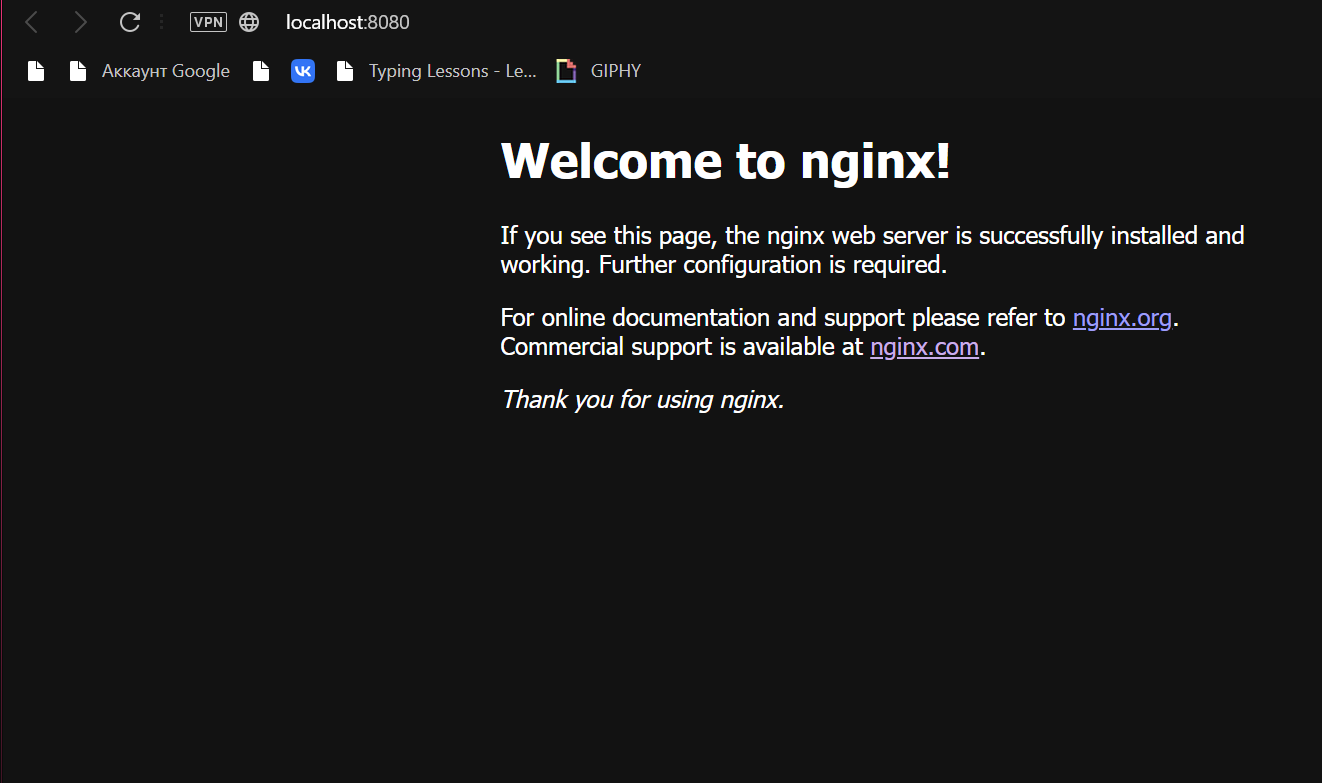 VPN localhost:8080
Аккаунт Google VK Typing Lessons - Le... GIPHY
Welcome to nginx!
If you see this page, the nginx web server is successfully installed and
working. Further configuration is required.
For online documentation and support please refer to nginx.org.
Commercial support is available at nginx.com.
Thank you for using nginx.